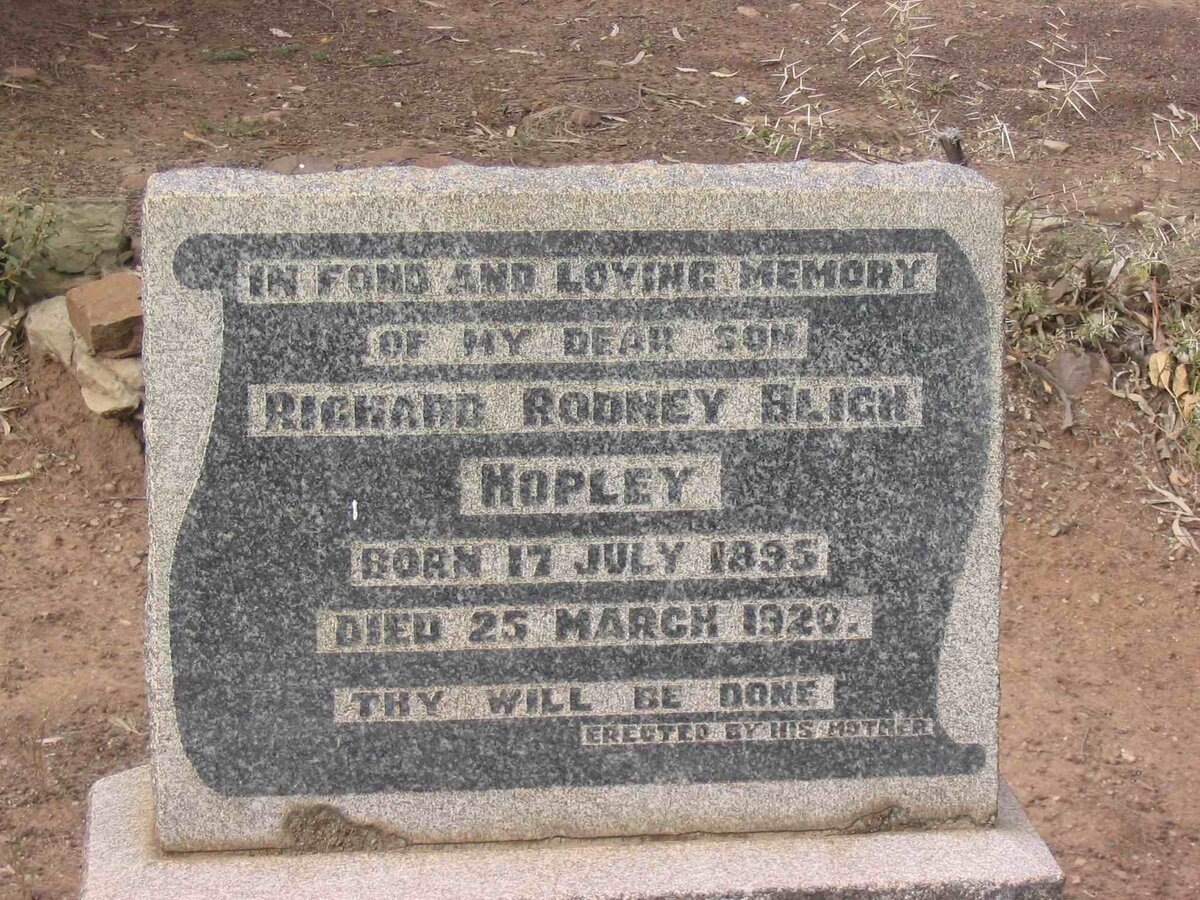 IN FOND AND LOVING MEMORY
OF MY DEAR SON
RICHARD RODNEY BLIGH
HOPLEY
BORN 17 JULY 1895
DIED 25 MARCH 1920.
THY WILL BE DONE
ERECTED BY HIS MOTHER